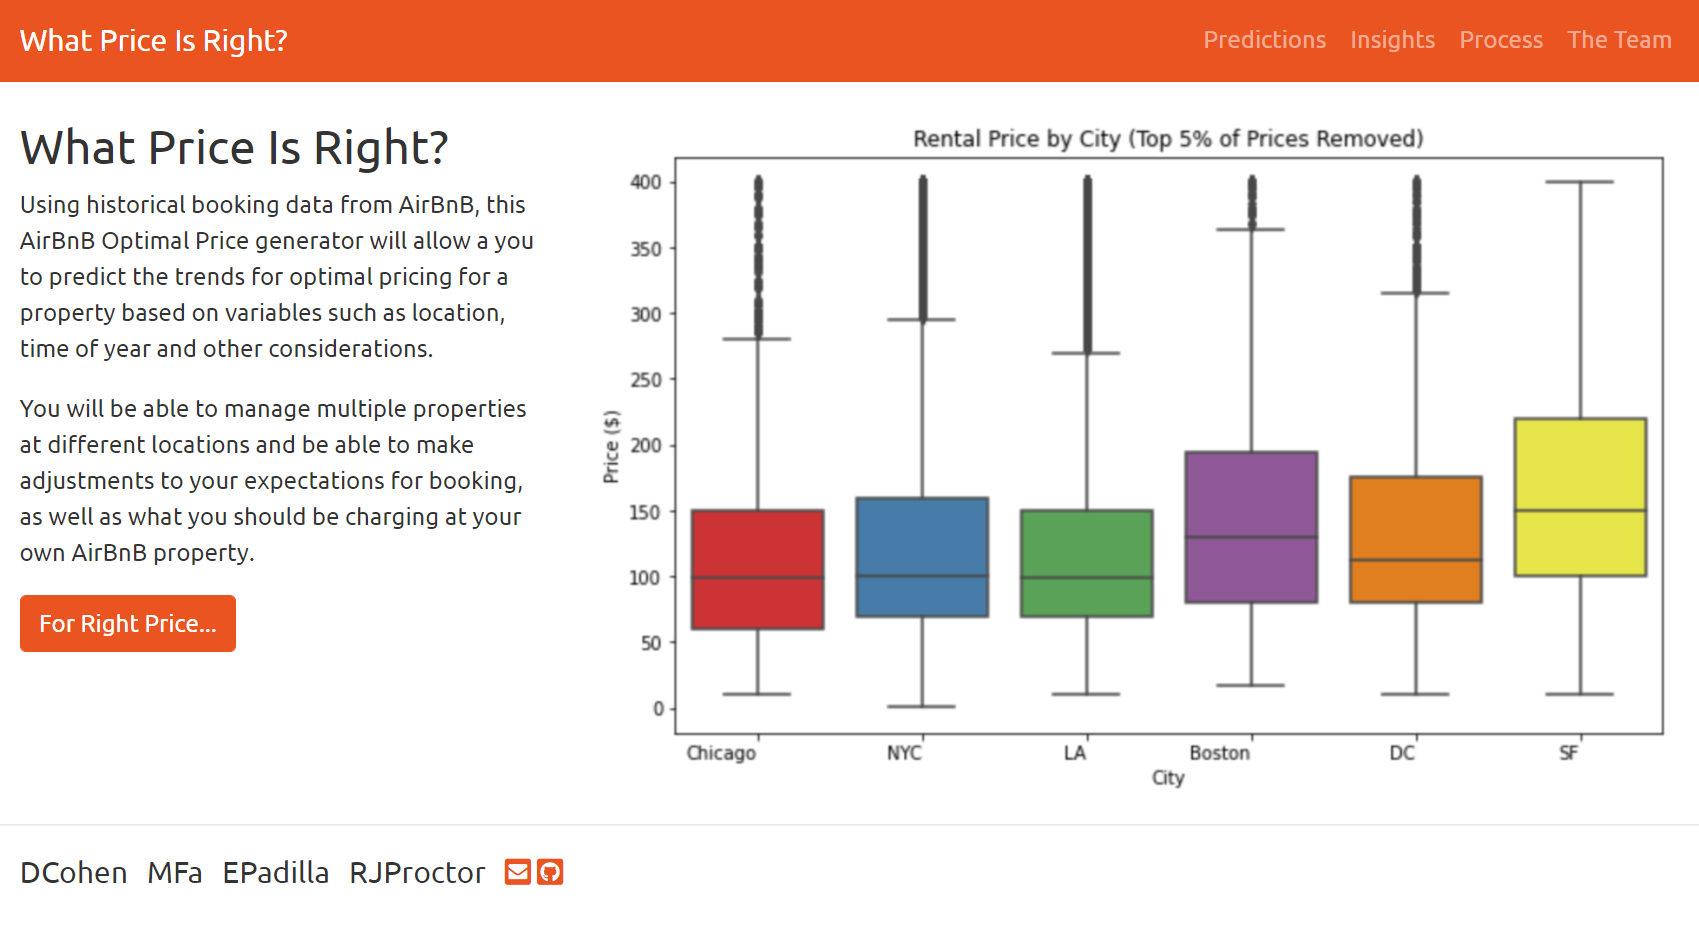 What Price Is Right?
Predictions Insights Process The Team
What Price Is Right?
Using historical booking data from AirBnB, this
AirBnB Optimal Price generator will allow a you
to predict the trends for optimal pricing for a
property based on variables such as location,
time of year and other considerations.
You will be able to manage multiple properties
at different locations and be able to make
adjustments to your expectations for booking,
as well as what you should be charging at your
own AirBnB property.
For Right Price...
Rental Price by City (Top 5% of Prices Removed)
Price ($)
400
350
300
250
200
150
100
50
0
Chicago NYC LA Boston DC SF
City
DCohen MFa EPadilla RJProctor